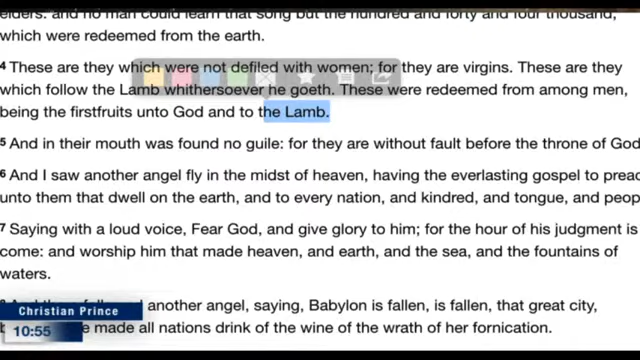 elders: and no man could learn that song but the hundred and forty and four thousand,
which were redeemed from the earth.
4 These are they which were not defiled with women; for they are virgins. These are they
which follow the Lamb whithersoever he goeth. These were redeemed from among men,
being the firstfruits unto God and to the Lamb.
5 And in their mouth was found no guile: for they are without fault before the throne of God
6 And I saw another angel fly in the midst of heaven, having the everlasting gospel to preac
unto them that dwell on the earth, and to every nation, and kindred, and tongue, and peop
7 Saying with a loud voice, Fear God, and give glory to him; for the hour of his judgment is
come: and worship him that made heaven, and earth, and the sea, and the fountains of
waters.
another angel, saying, Babylon is fallen, is fallen, that great city,
made all nations drink of the wine of the wrath of her fornication.
Christian Prince
10:55